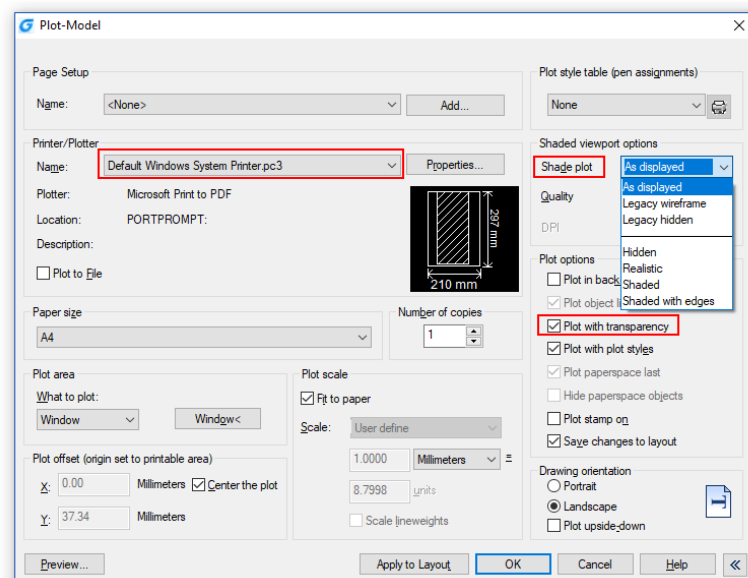 Plot-Model
Page Setup
Name: <None> Add...
Printer/Plotter
Name: Default Windows System Printer.pc3 Properties...
Plotter: Microsoft Print to PDF
Location: PORTPROMPT:
Description:
Plot to File
297 mm
210 mm
Paper size
A4
Number of copies
1
Plot area
What to plot:
Window Window<
Plot offset (origin set to printable area)
X: 0.00 Millimeters Center the plot
Y: 37.34 Millimeters
Plot scale
Fit to paper
Scale: User define
1.0000 Millimeters =
8.7998 units
Scale lineweights
Plot style table (pen assignments)
None
Shaded viewport options
Shade plot As displayed
As displayed
Legacy wireframe
Legacy hidden
Hidden
Realistic
Shaded
Shaded with edges
Quality
DPI
Plot options
Plot in back
Plot object li
Plot with transparency
Plot with plot styles
Plot paperspace last
Hide paperspace objects
Plot stamp on
Save changes to layout
Drawing orientation
Portrait
Landscape
Plot upside-down
Preview... Apply to Layout OK Cancel Help